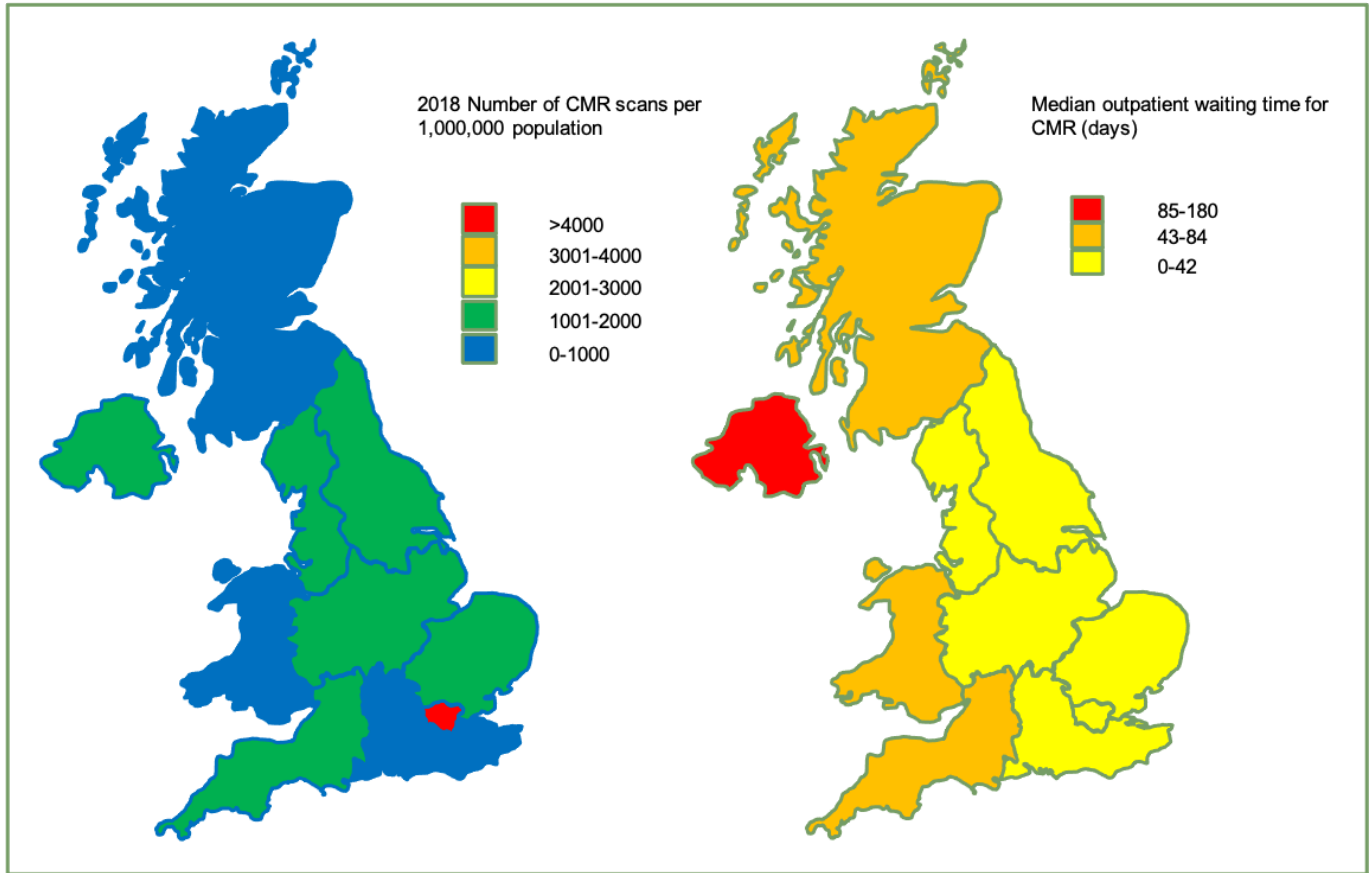 2018 Number of CMR scans per
1,000,000 population
>4000
3001-4000
2001-3000
1001-2000
0-1000
Median outpatient waiting time for
CMR (days)
85-180
43-84
0-42